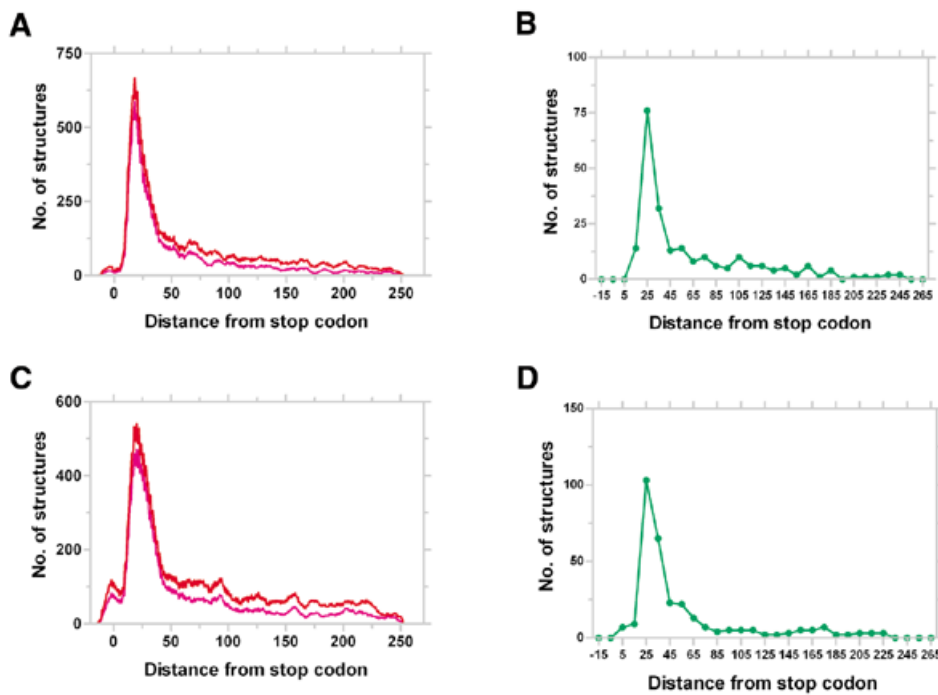 A
750
500
250
0
No. of structures
0 50 100 150 200 250
Distance from stop codon
B
100
75
50
25
0
No. of structures
-15 5 25 45 65 85 105 125 145 165 185 205 225 245 265
Distance from stop codon
C
600
400
200
0
No. of structures
0 50 100 150 200 250
Distance from stop codon
D
150
100
50
0
No. of structures
-15 5 25 45 65 85 105 125 145 165 185 205 225 245 265
Distance from stop codon